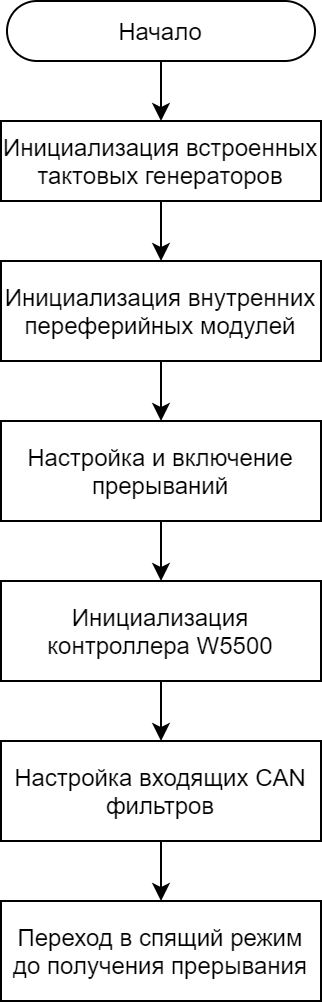 Начало
Инициализация встроенных
тактовых генераторов
Инициализация внутренних
переферийных модулей
Настройка и включение
прерываний
Инициализация
контроллера W5500
Настройка входящих CAN
фильтров
Переход в спящий режим
до получения прерывания